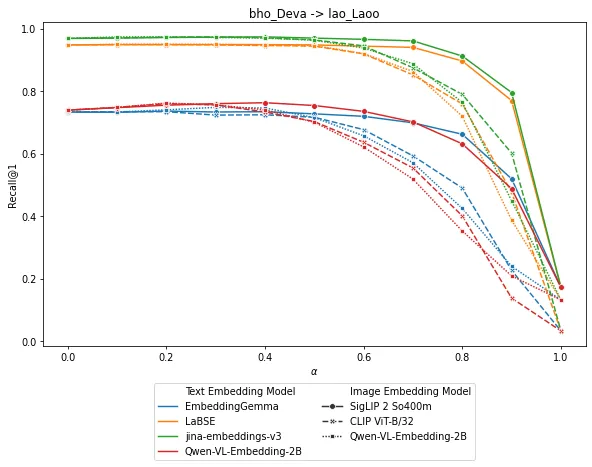 bho_Deva -> lao_Laoo
1.0
0.8
0.6
0.4
0.2
0.0
Recall@1
0.0 0.2 0.4 0.6 0.8 1.0
α
Text Embedding Model
EmbeddingGemma
LaBSE
jina-embeddings-v3
Qwen-VL-Embedding-2B
Image Embedding Model
SigLIP 2 So400m
CLIP ViT-B/32
Qwen-VL-Embedding-2B